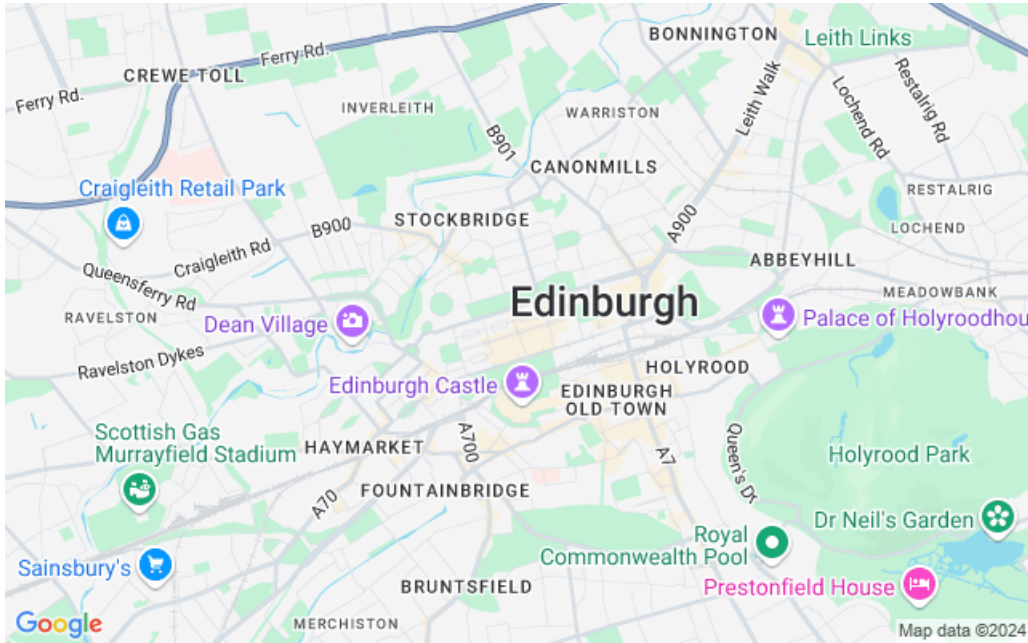 BONNINGTON
Leith Links
Ferry Rd.
CREWE TOLL
Ferry Rd.
INVERLEITH
WARRISTON
Leith Walk
Lochend Rd
Restalrig Rd
B901
CANONMILLS
Craigleith Retail Park
RESTALRIG
STOCKBRIDGE
B900
A900
LOCHEND
Craigleith Rd
ABBEYHILL
Queensferry Rd
MEADOWBANK
Edinburgh
RAVELSTON
Dean Village
Palace of Holyroodhou
Ravelston Dykes
HOLYROOD
Edinburgh Castle
EDINBURGH
OLD TOWN
Scottish Gas
Murrayfield Stadium
HAYMARKET
A700
A7
Queen's Dr
Holyrood Park
A70
FOUNTAINBRIDGE
Dr Neil's Garden
Royal
Commonwealth Pool
Sainsbury's
BRUNTSFIELD
Prestonfield House
MERCHISTON
Google
Map data ©2024